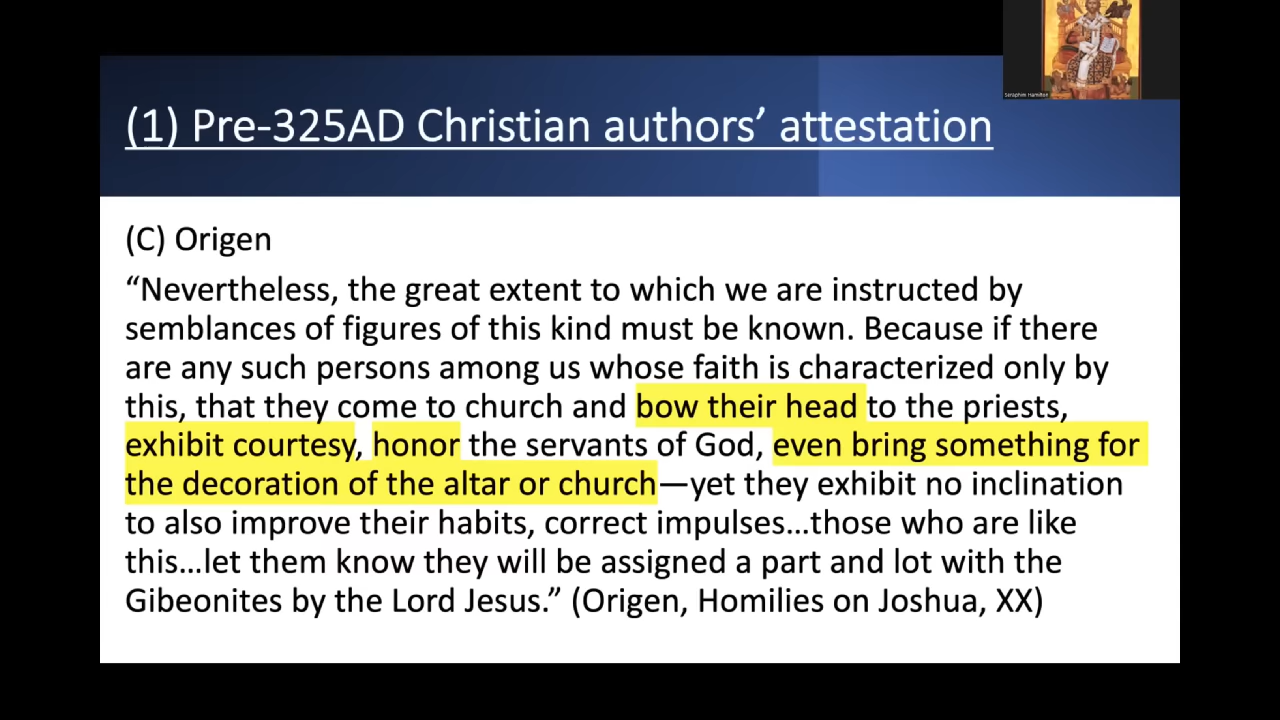 Seraphim Hamilton
(1) Pre-325AD Christian authors’ attestation
(C) Origen
“Nevertheless, the great extent to which we are instructed by
semblances of figures of this kind must be known. Because if there
are any such persons among us whose faith is characterized only by
this, that they come to church and bow their head to the priests,
exhibit courtesy, honor the servants of God, even bring something for
the decoration of the altar or church—yet they exhibit no inclination
to also improve their habits, correct impulses...those who are like
this...let them know they will be assigned a part and lot with the
Gibeonites by the Lord Jesus.” (Origen, Homilies on Joshua, XX)